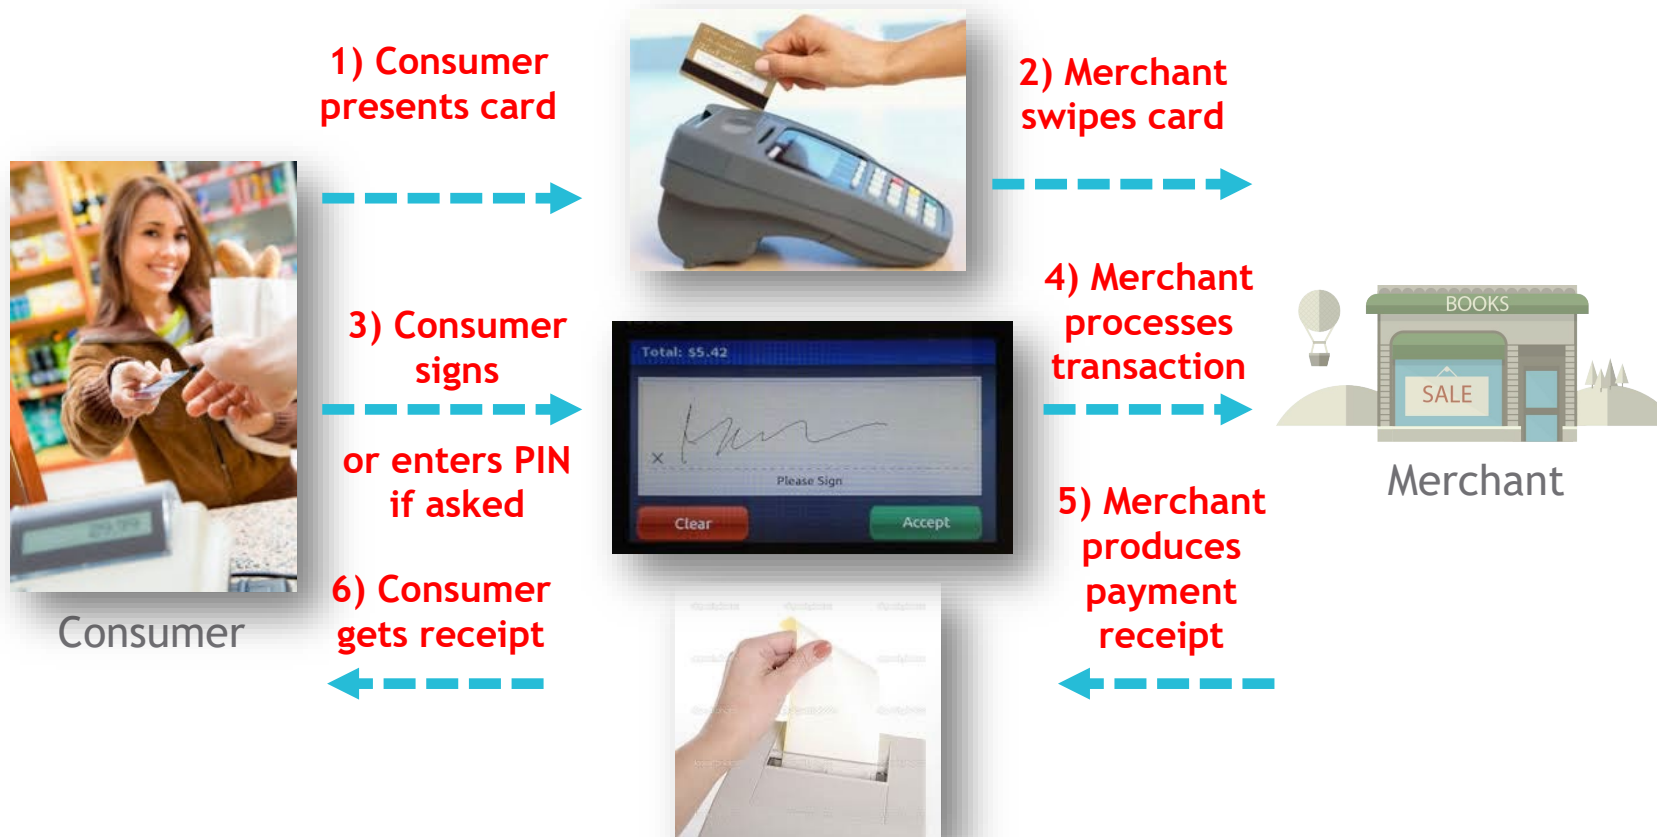 1) Consumer
presents card
2) Merchant
swipes card
3) Consumer
signs
or enters PIN
if asked
Total: $5.42
×
Please Sign
Clear
Accept
4) Merchant
processes
transaction
BOOKS
SALE
Merchant
5) Merchant
produces
payment
receipt
6) Consumer
gets receipt
Consumer